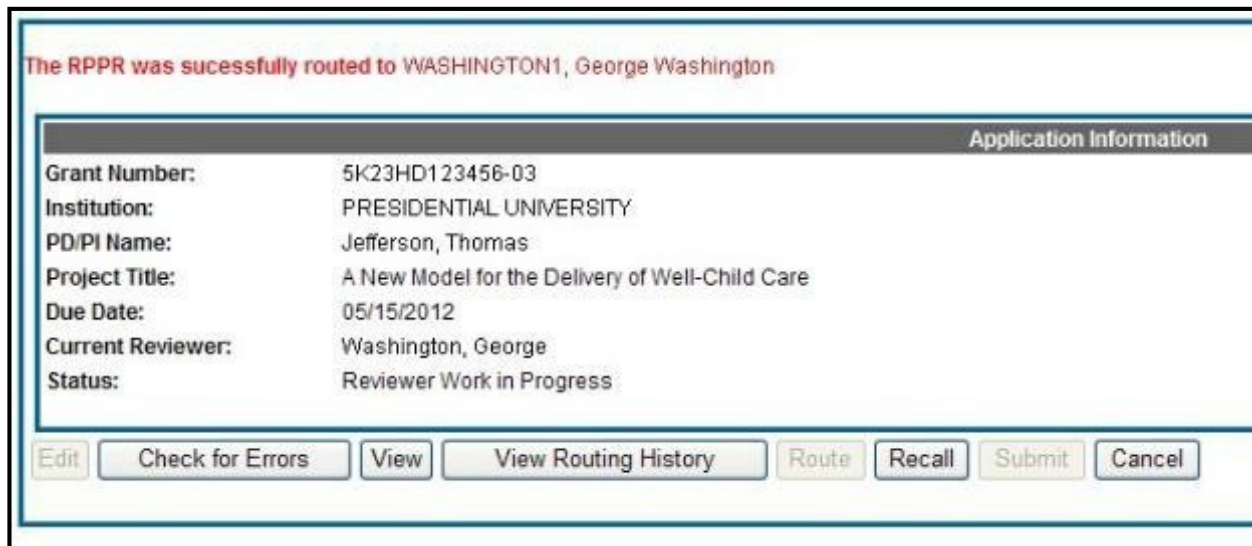 The RPPR was sucessfully routed to WASHINGTON1, George Washington
Application Information
Grant Number: 5K23HD123456-03
Institution: PRESIDENTIAL UNIVERSITY
PD/PI Name: Jefferson, Thomas
Project Title: A New Model for the Delivery of Well-Child Care
Due Date: 05/15/2012
Current Reviewer: Washington, George
Status: Reviewer Work in Progress
Edit Check for Errors View View Routing History Route Recall Submit Cancel